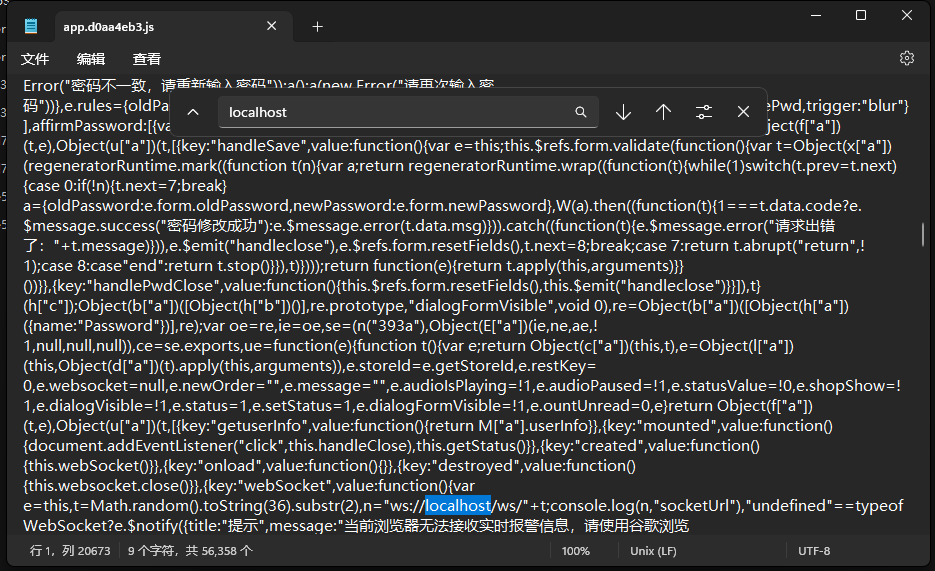 app.d0aa4eb3.js
文件 编辑 查看
Error("密码不一致，请重新输入密码")):a():a(new Error("请再次输入密
码"))},e.rules={oldPa
ePwd,trigger:"blur"}
localhost
],affirmPassword:[{va
ject(f["a"])
(t,e),Object(u["a"])(t,[{key:"handleSave",value:function(){var e=this;this.$refs.form.validate(function(){var t=Object(x["a"])
(regeneratorRuntime.mark((function t(n){var a;return regeneratorRuntime.wrap((function(t){while(1)switch(t.prev=t.next)
{case 0:if(!n){t.next=7;break}
a={oldPassword:e.form.oldPassword,newPassword:e.form.newPassword},W(a).then((function(t){1===t.data.code?e.
$message.success("密码修改成功"):e.$message.error(t.data.msg)})).catch((function(t){e.$message.error("请求出错
了："+t.message)})),e.$emit("handleclose"),e.$refs.form.resetFields(),t.next=8;break;case 7:return t.abrupt("return",!
1);case 8:case"end":return t.stop()}}),t)})));return function(e){return t.apply(this,arguments)}}
())}},{key:"handlePwdClose",value:function(){this.$refs.form.resetFields(),this.$emit("handleclose")}}]),t}
(h["c"]);Object(b["a"])([Object(h["b"])()],re.prototype,"dialogFormVisible",void 0),re=Object(b["a"])([Object(h["a"])
({name:"Password"})],re);var oe=re,ie=oe,se=(n("393a"),Object(E["a"])(ie,ne,ae,!
1,null,null,null)),ce=se.exports,ue=function(e){function t(){var e;return Object(c["a"])(this,t),e=Object(l["a"])
(this,Object(d["a"])(t).apply(this,arguments)),e.storeId=e.getStoreId,e.restKey=
0,e.websocket=null,e.newOrder="",e.message="",e.audioIsPlaying=!1,e.audioPaused=!1,e.statusValue=!0,e.shopShow=!
1,e.dialogVisible=!1,e.status=1,e.setStatus=1,e.dialogFormVisible=!1,e.ountUnread=0,e}return Object(f["a"])
(t,e),Object(u["a"])(t,[{key:"getuserInfo",value:function(){return M["a"].userInfo}},{key:"mounted",value:function()
{document.addEventListener("click",this.handleClose),this.getStatus()}},{key:"created",value:function()
{this.webSocket()}},{key:"onload",value:function(){}},{key:"destroyed",value:function()
{this.websocket.close()}},{key:"webSocket",value:function(){var
e=this,t=Math.random().toString(36).substr(2),n="ws://localhost/ws/"+t;console.log(n,"socketUrl"),"undefined"==typeof
WebSocket?e.$notify({title:"提示",message:"当前浏览器无法接收实时报警信息，请使用谷歌浏览
行 1，列 20673 9 个字符，共 56,358 个 100% Unix (LF) UTF-8